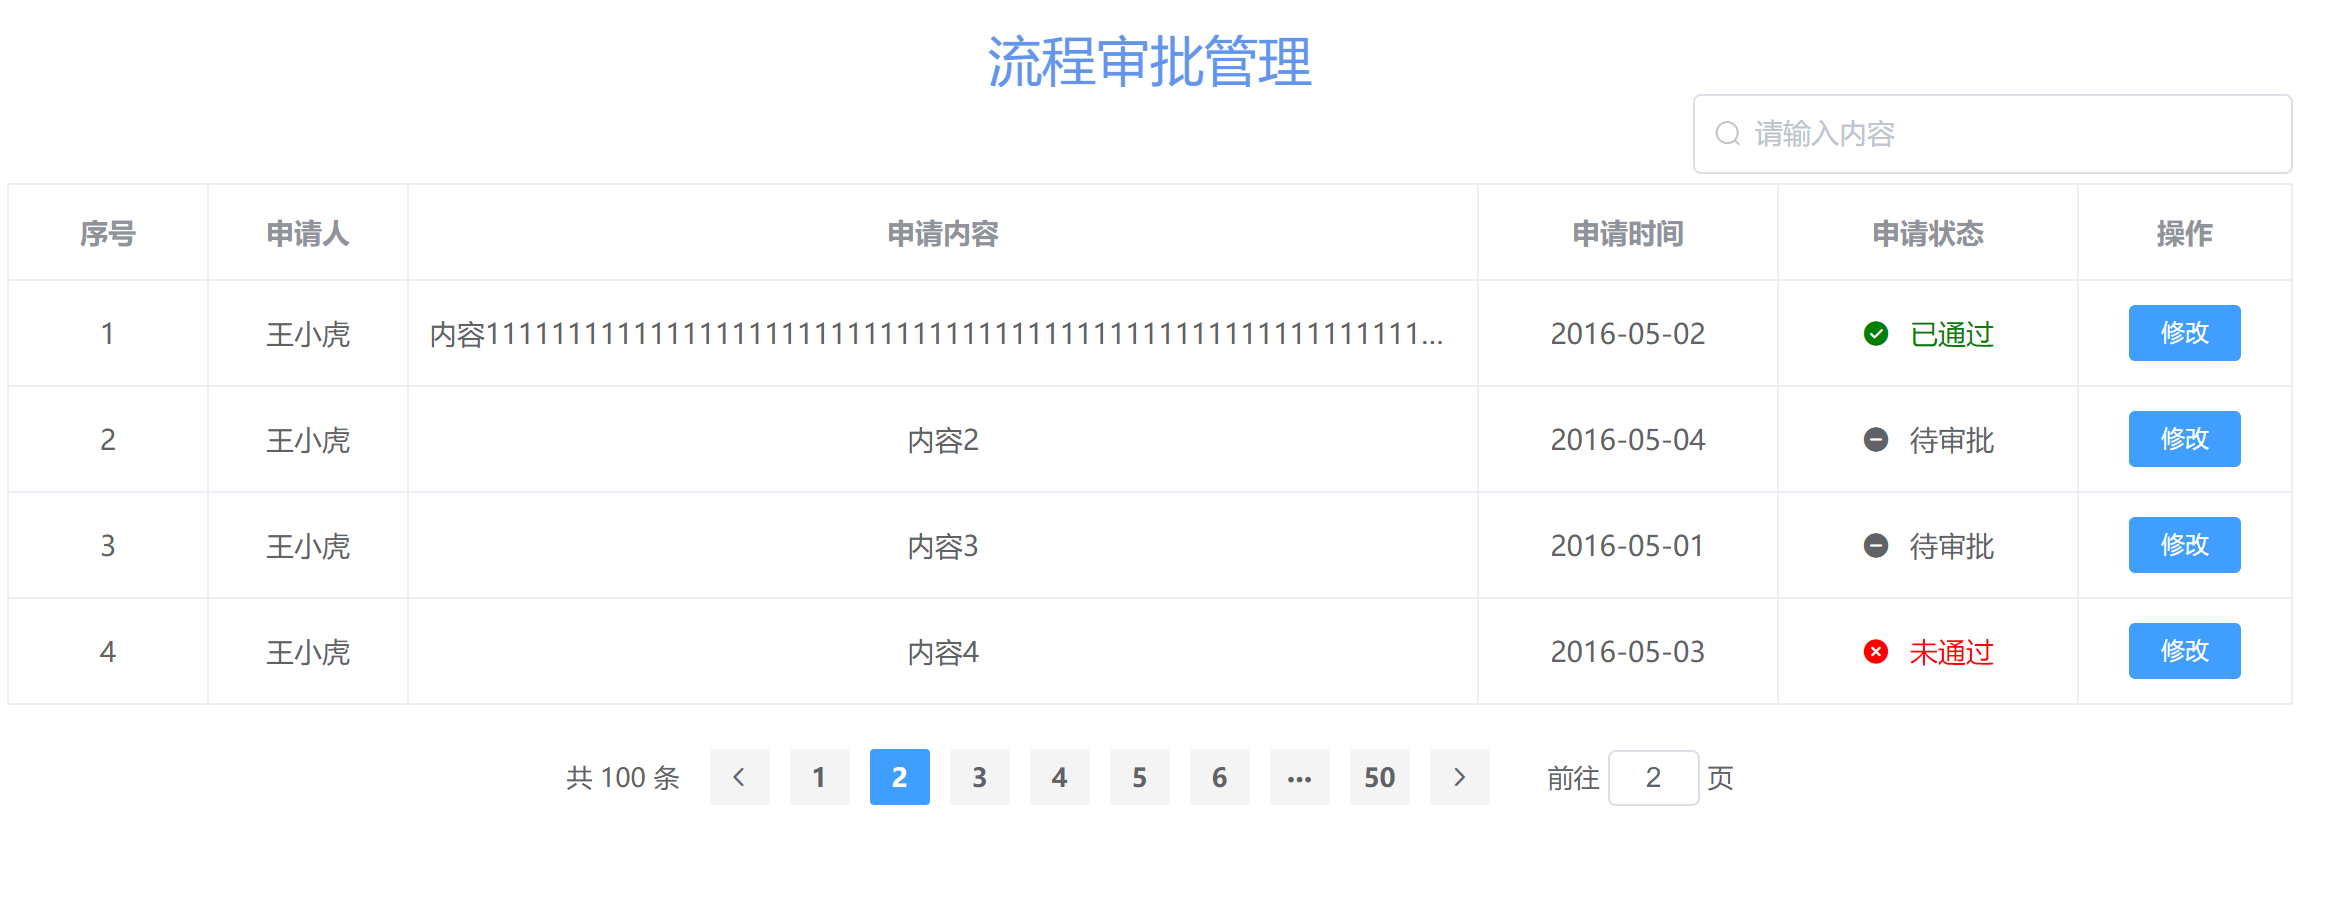 流程审批管理
请输入内容
序号 申请人 申请内容 申请时间 申请状态 操作
1 王小虎 内容111111111111111111111111111111111111111111111111111111111... 2016-05-02 已通过 修改
2 王小虎 内容2 2016-05-04 待审批 修改
3 王小虎 内容3 2016-05-01 待审批 修改
4 王小虎 内容4 2016-05-03 未通过 修改
共 100 条 1 2 3 4 5 6 ... 50 前往 2 页